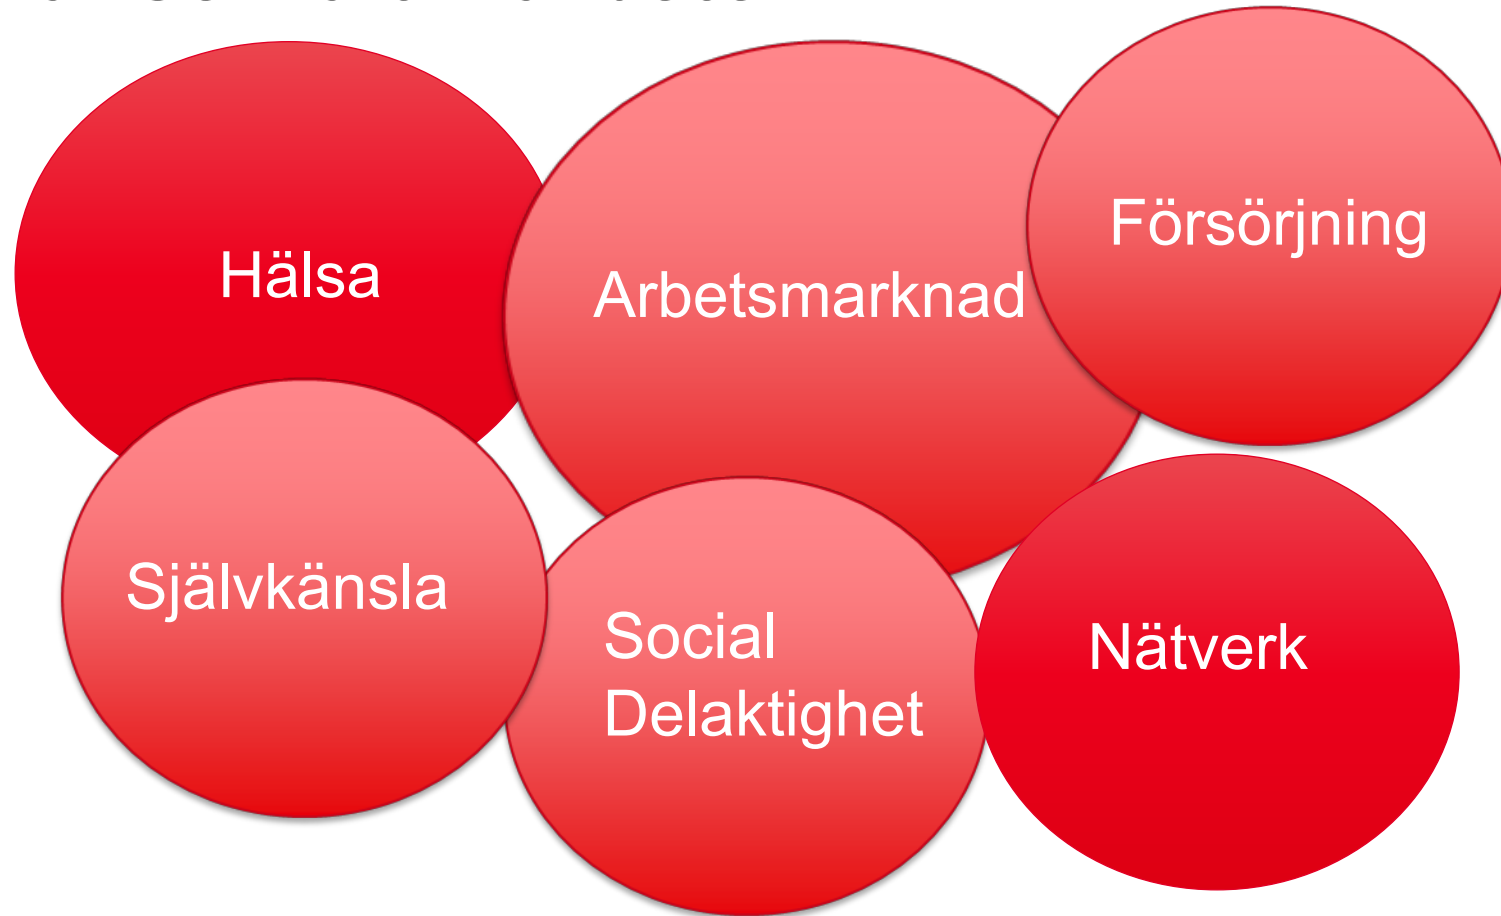 Försörjning
Hälsa
Arbetsmarknad
Självkänsla
Social
Delaktighet
Nätverk